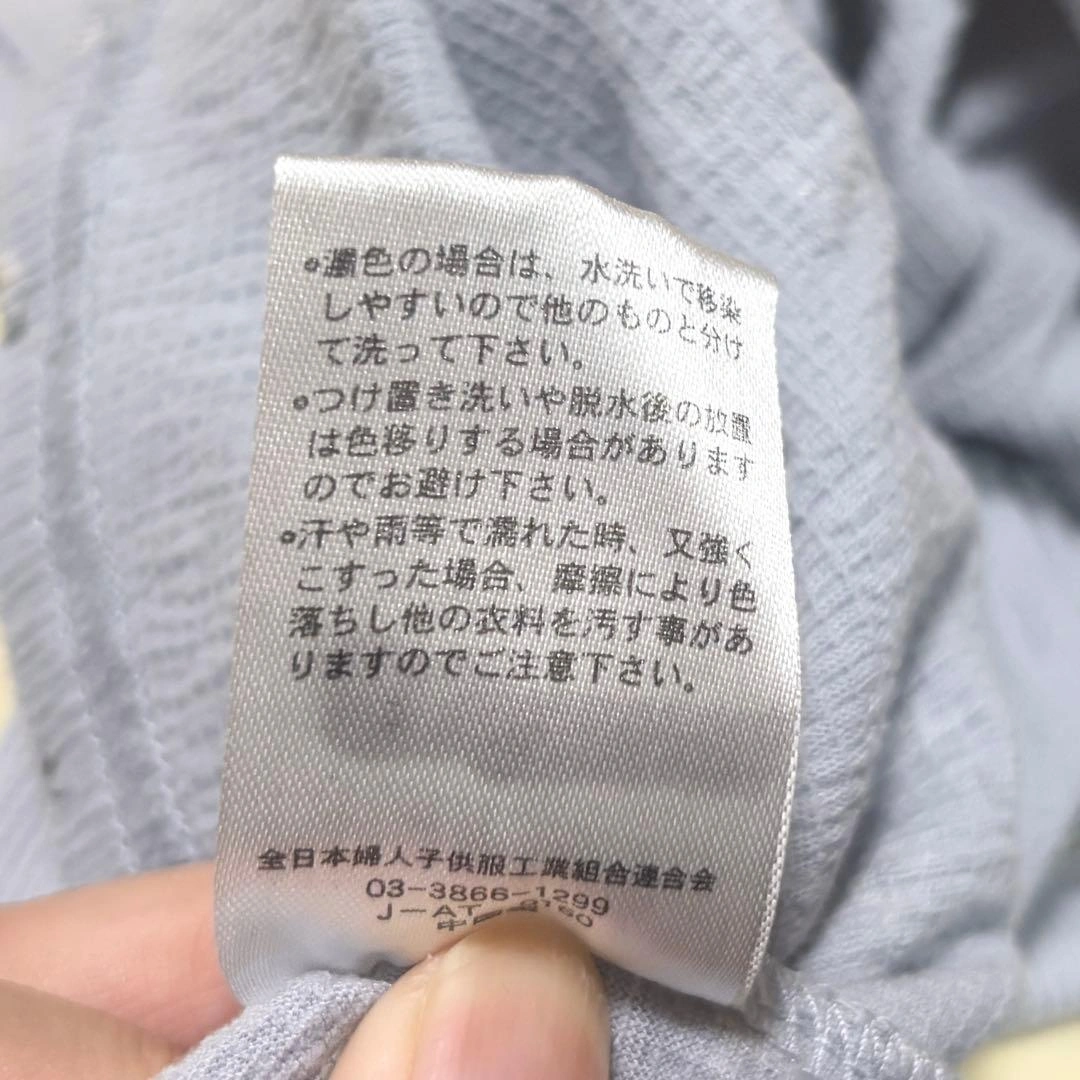 ◦濃色の場合は、水洗いで移染
しやすいので他のものと分け
て洗って下さい。
◦つけ置き洗いや脱水後の放置
は色移りする場合があります
のでお避け下さい。
◦汗や雨等で濡れた時、又強く
こすった場合、摩擦により色
落ちし他の衣料を汚す事があ
りますのでご注意下さい。
全日本婦人子供服工業組合連合会
03-3866-1299
J-AT